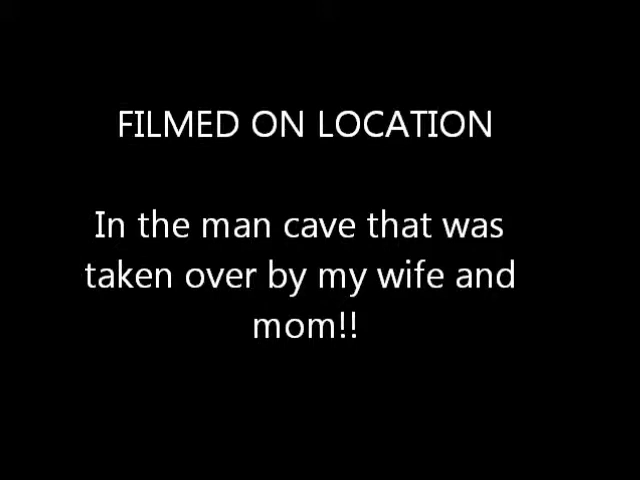 FILMED ON LOCATION
In the man cave that was
taken over by my wife and
mom!!